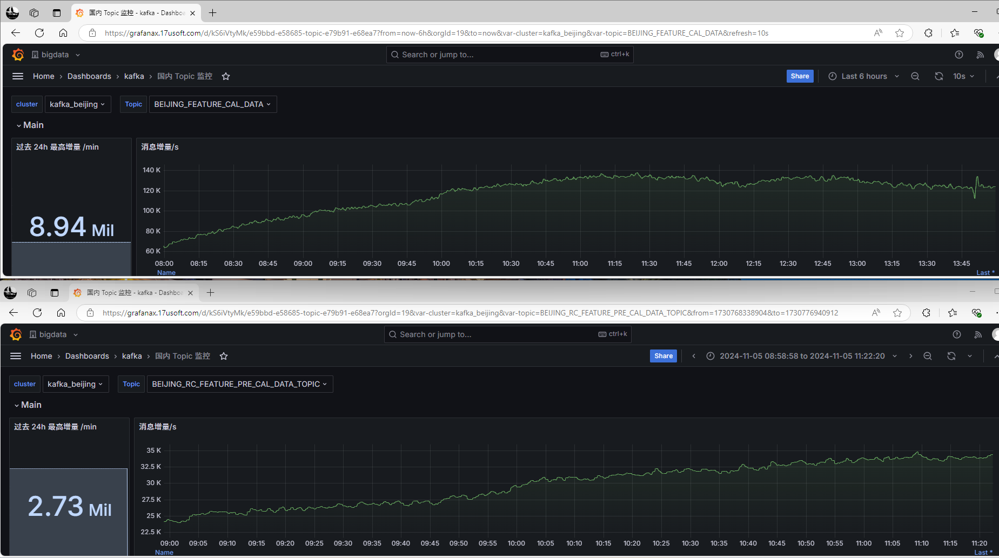 国内 Topic 监控 - kafka - Dashbo
https://grafanax.17usoft.com/d/kS6iVtyMk/e59bbd-e58685-topic-e79b91-e68ea7?from=now-6h&orgId=19&to=now&var-cluster=kafka_beijing&var-topic=BEIJING_FEATURE_CAL_DATA&refresh=10s
bigdata
Search or jump to...
ctrl+k
Home › Dashboards › kafka › 国内 Topic 监控
Share
Last 6 hours
10s
cluster
kafka_beijing
Topic
BEIJING_FEATURE_CAL_DATA
Main
过去 24h 最高增量 /min
8.94 Mil
消息增量/s
140 K
120 K
100 K
80 K
60 K
08:00 08:15 08:30 08:45 09:00 09:15 09:30 09:45 10:00 10:15 10:30 10:45 11:00 11:15 11:30 11:45 12:00 12:15 12:30 12:45 13:00 13:15 13:30 13:45
Name
Last *
国内 Topic 监控 - kafka - Dashbo
https://grafanax.17usoft.com/d/kS6iVtyMk/e59bbd-e58685-topic-e79b91-e68ea7?orgId=19&var-cluster=kafka_beijing&var-topic=BEIJING_RC_FEATURE_PRE_CAL_DATA_TOPIC&from=1730768338904&to=1730776940912
bigdata
Search or jump to...
ctrl+k
Home › Dashboards › kafka › 国内 Topic 监控
Share
2024-11-05 08:58:58 to 2024-11-05 11:22:20
cluster
kafka_beijing
Topic
BEIJING_RC_FEATURE_PRE_CAL_DATA_TOPIC
Main
过去 24h 最高增量 /min
2.73 Mil
消息增量/s
35 K
32.5 K
30 K
27.5 K
25 K
22.5 K
09:00 09:05 09:10 09:15 09:20 09:25 09:30 09:35 09:40 09:45 09:50 09:55 10:00 10:05 10:10 10:15 10:20 10:25 10:30 10:35 10:40 10:45 10:50 10:55 11:00 11:05 11:10 11:15 11:20
Name
Last *